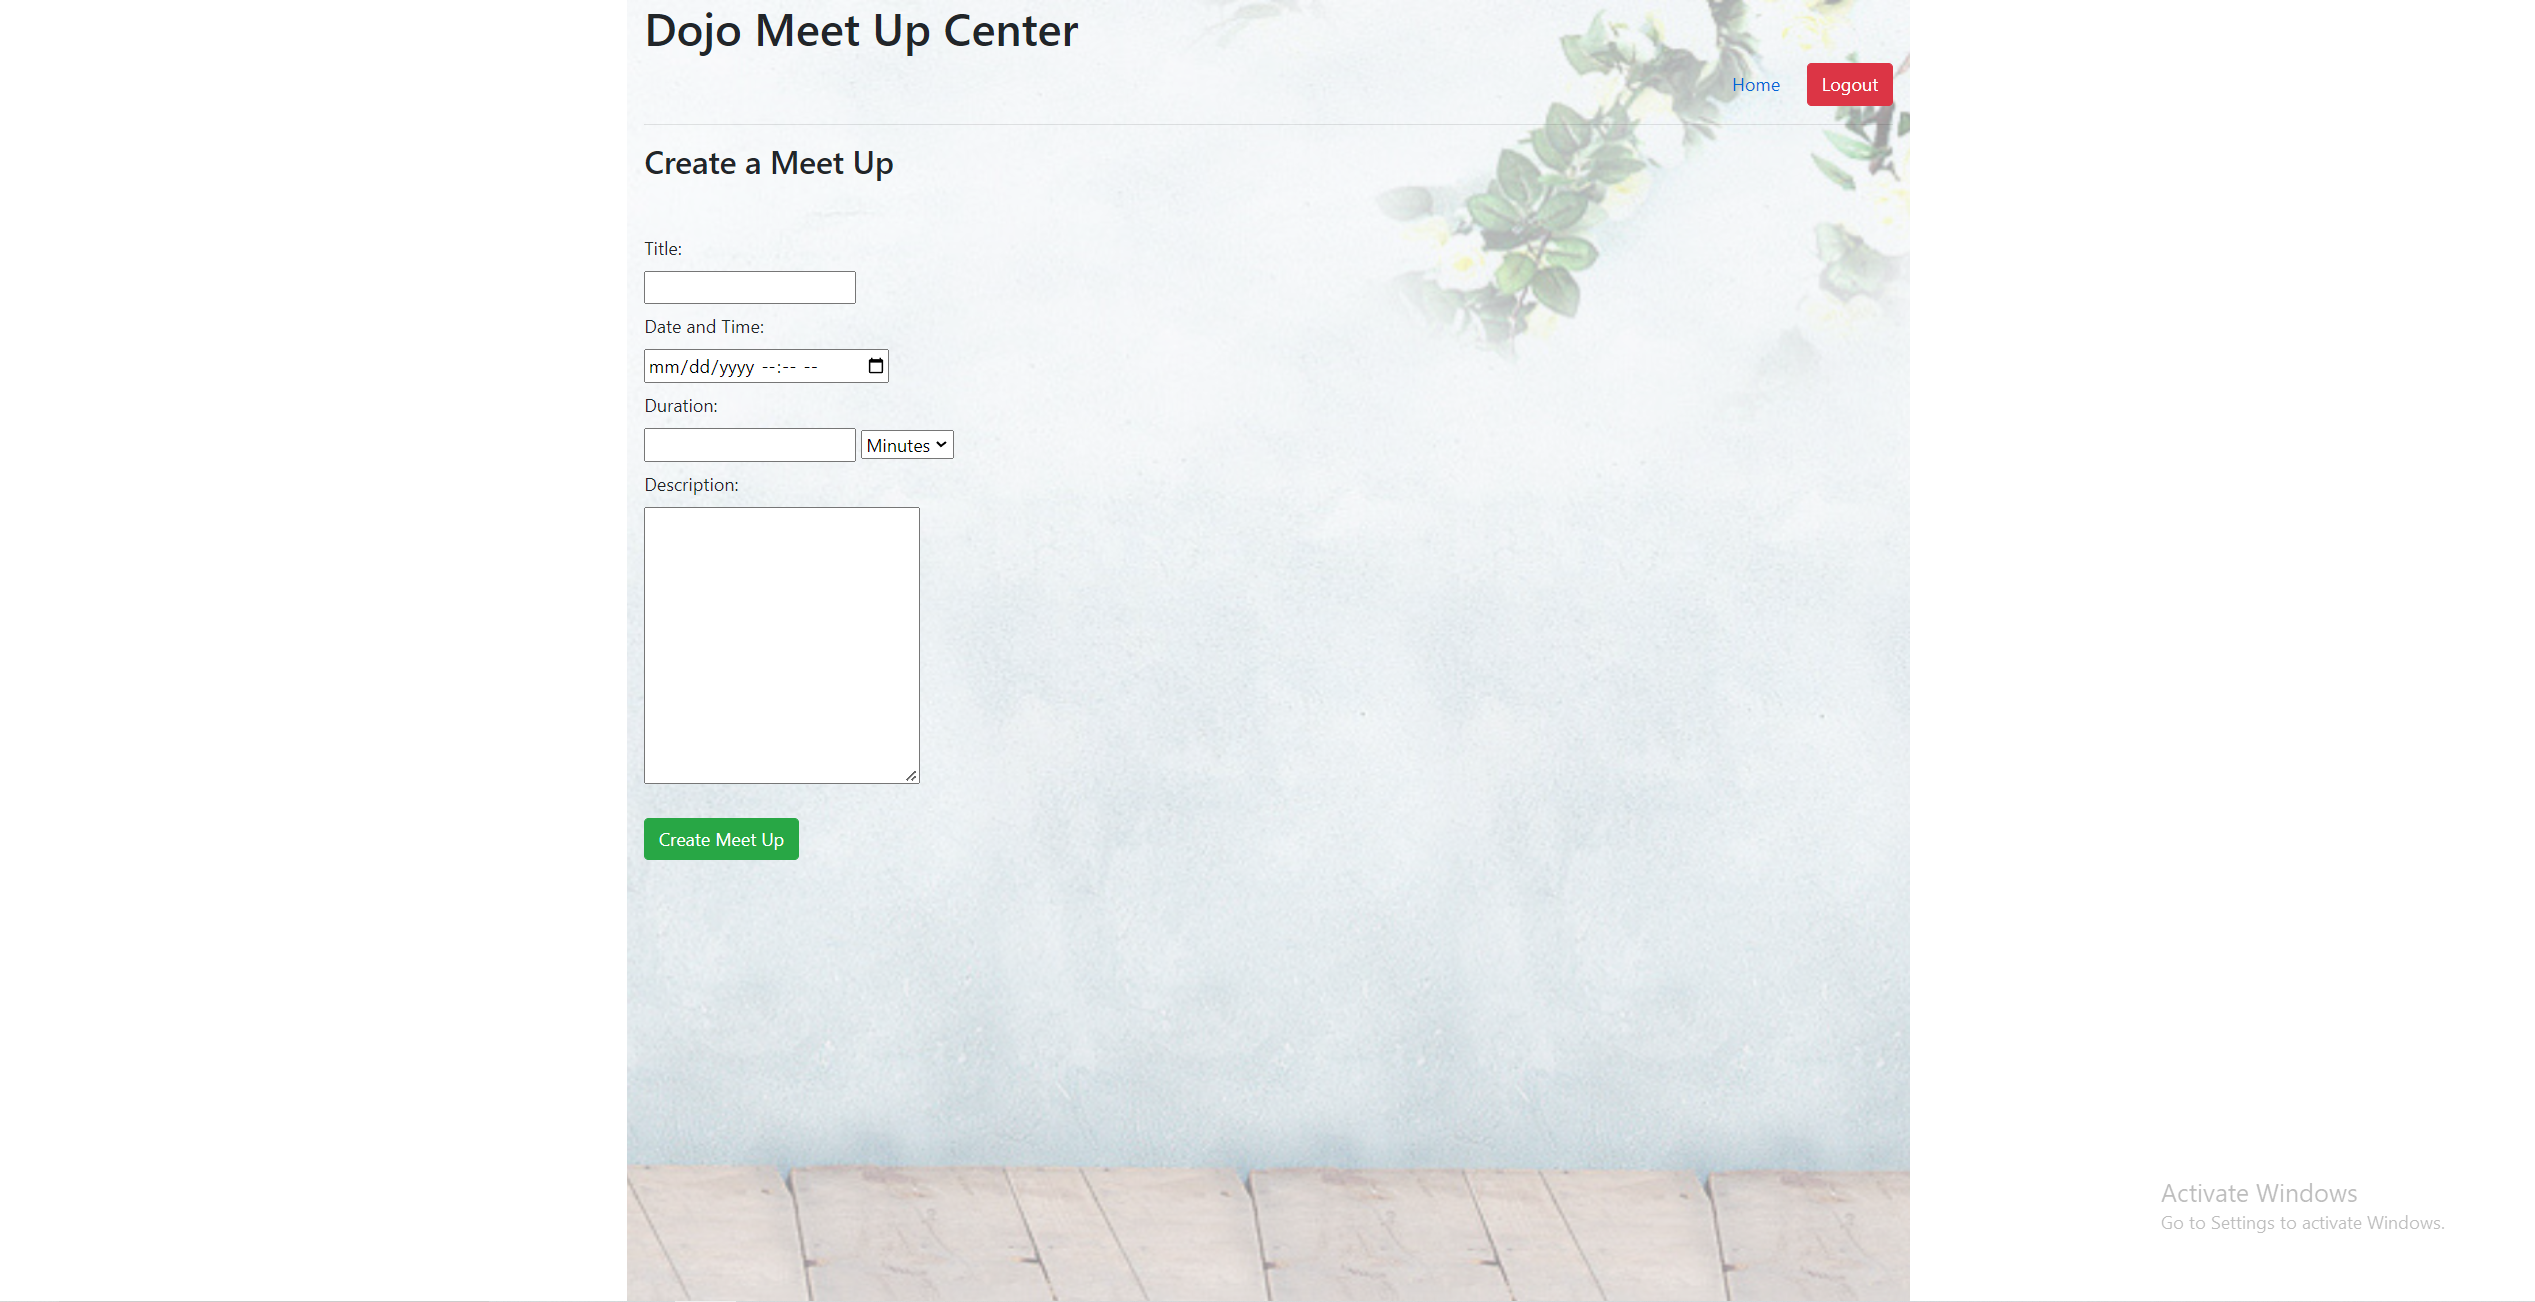 Dojo Meet Up Center
Home Logout
Create a Meet Up
Title:
Date and Time:
mm/dd/yyyy --:-- --
Duration:
Minutes
Description:
Create Meet Up
Activate Windows
Go to Settings to activate Windows.